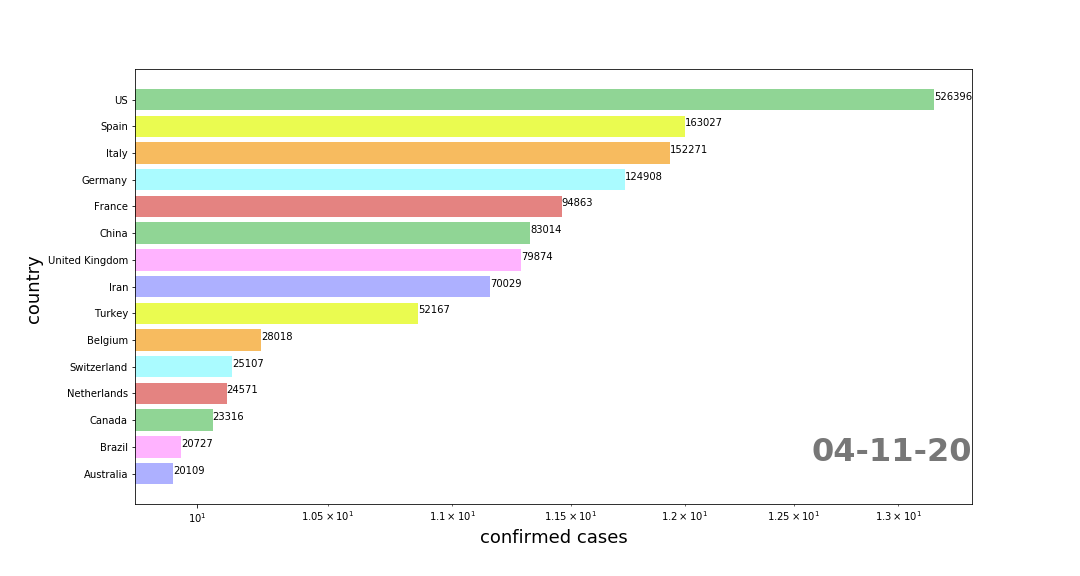 US 526396
Spain 163027
Italy 152271
Germany 124908
France 94863
China 83014
United Kingdom 79874
Iran 70029
Turkey 52167
Belgium 28018
Switzerland 25107
Netherlands 24571
Canada 23316
Brazil 20727
Australia 20109
country
04-11-20
10¹ 1.05 × 10¹ 1.1 × 10¹ 1.15 × 10¹ 1.2 × 10¹ 1.25 × 10¹ 1.3 × 10¹
confirmed cases